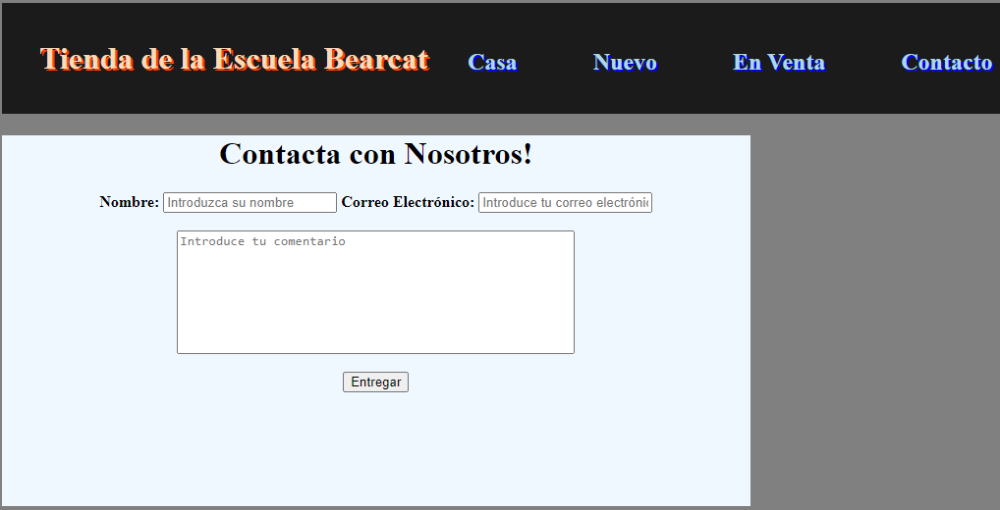 Tienda de la Escuela Bearcat Casa Nuevo En Venta Contacto
Contacta con Nosotros!
Nombre: Introduzca su nombre Correo Electrónico: Introduce tu correo electrónic
Introduce tu comentario
Entregar